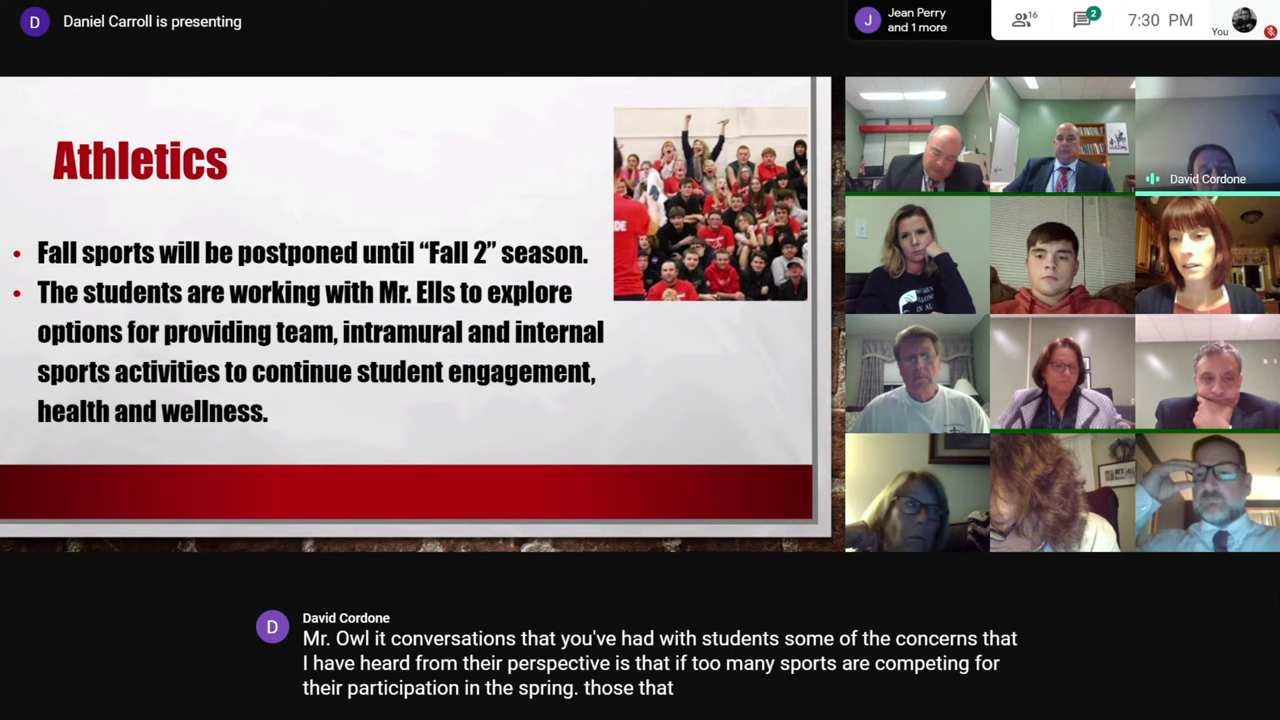 D
Daniel Carroll is presenting
J
Jean Perry
and 1 more
16
2
7:30 PM
You
Athletics
• Fall sports will be postponed until “Fall 2” season.
• The students are working with Mr. Ells to explore
options for providing team, intramural and internal
sports activities to continue student engagement,
health and wellness.
David Cordone
D
David Cordone
Mr. Owl it conversations that you've had with students some of the concerns that
I have heard from their perspective is that if too many sports are competing for
their participation in the spring. those that